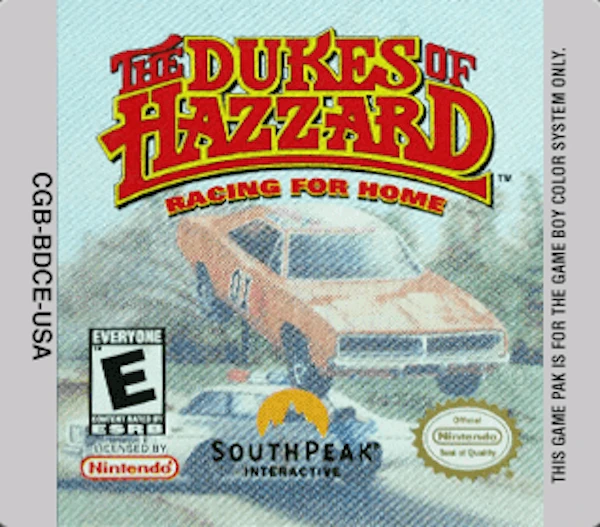 THE DUKES OF
HAZZARD
TM
RACING FOR HOME
01
CGB-BDCE-USA
THIS GAME PAK IS FOR THE GAME BOY COLOR SYSTEM ONLY.
EVERYONE
E
CONTENT RATED BY
ESRB
LICENSED BY
Nintendo
SOUTHPEAK
INTERACTIVE
Official
Nintendo
Seal of Quality